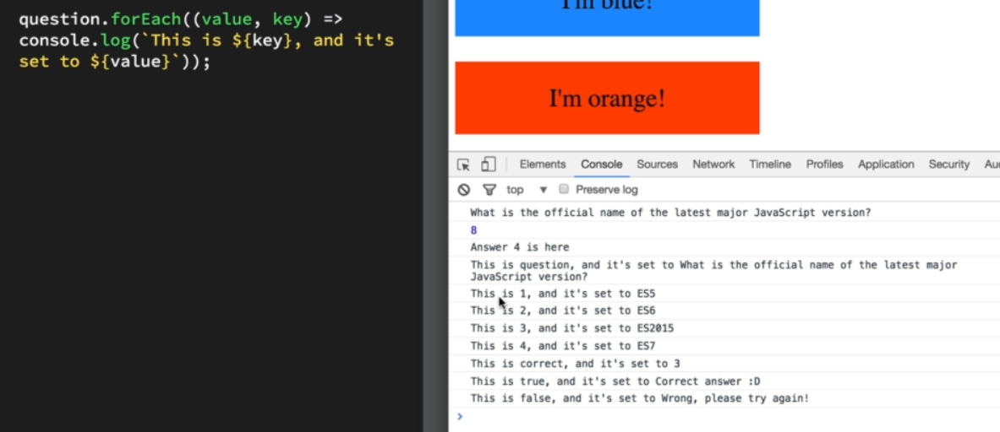 question.forEach((value, key) =>
console.log(`This is ${key}, and it's
set to ${value}`));
I'm blue!
I'm orange!
Elements Console Sources Network Timeline Profiles Application Security
top Preserve log
What is the official name of the latest major JavaScript version?
8
Answer 4 is here
This is question, and it's set to What is the official name of the latest major
JavaScript version?
This is 1, and it's set to ES5
This is 2, and it's set to ES6
This is 3, and it's set to ES2015
This is 4, and it's set to ES7
This is correct, and it's set to 3
This is true, and it's set to Correct answer :D
This is false, and it's set to Wrong, please try again!
>